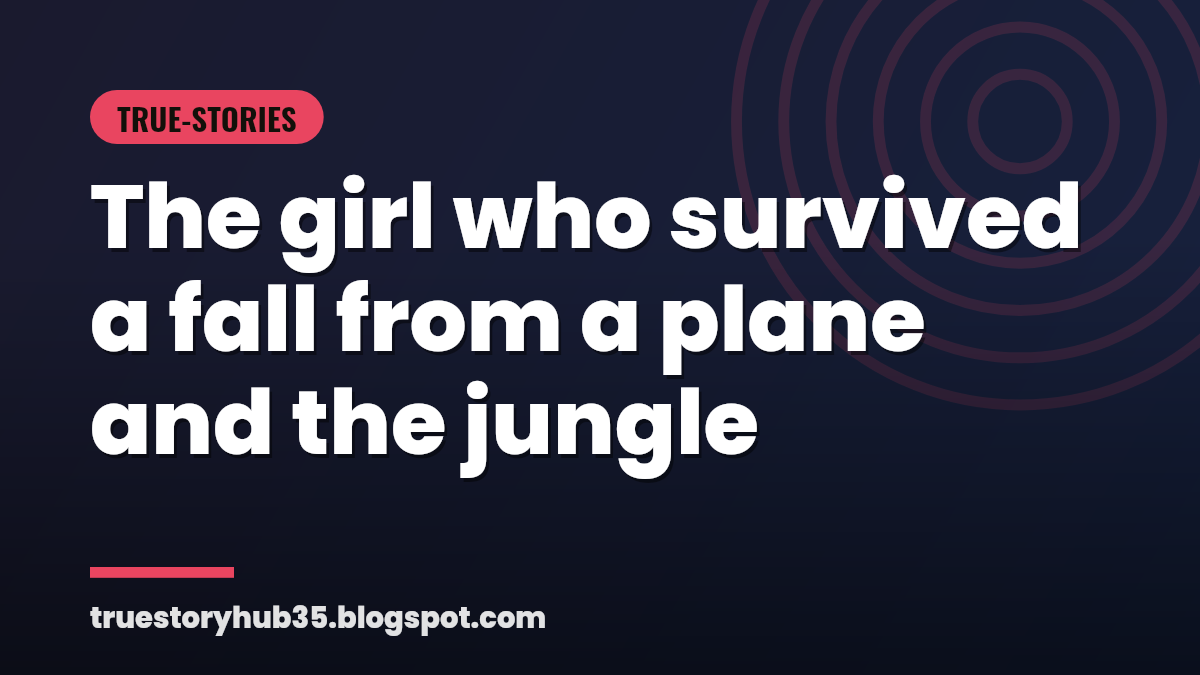 TRUE-STORIES
The girl who survived
a fall from a plane
and the jungle
truestoryhub35.blogspot.com